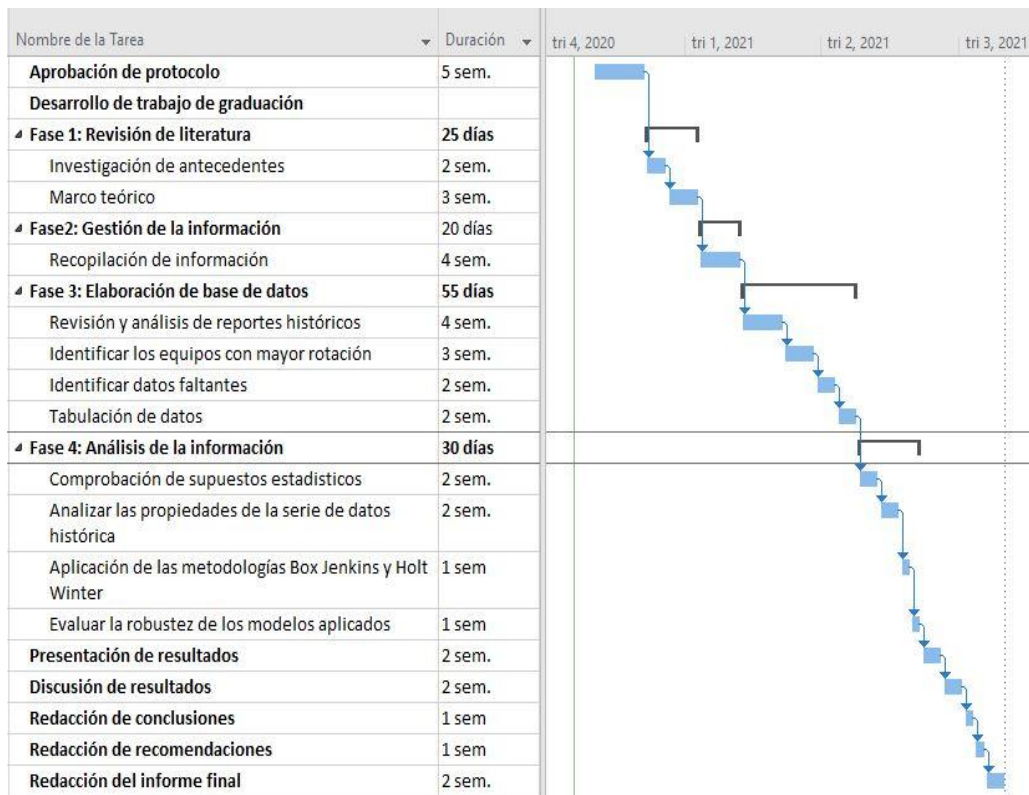 Nombre de la Tarea Duración tri 4, 2020 tri 1, 2021 tri 2, 2021 tri 3, 2021
Aprobación de protocolo 5 sem.
Desarrollo de trabajo de graduación
Fase 1: Revisión de literatura 25 días
Investigación de antecedentes 2 sem.
Marco teórico 3 sem.
Fase2: Gestión de la información 20 días
Recopilación de información 4 sem.
Fase 3: Elaboración de base de datos 55 días
Revisión y análisis de reportes históricos 4 sem.
Identificar los equipos con mayor rotación 3 sem.
Identificar datos faltantes 2 sem.
Tabulación de datos 2 sem.
Fase 4: Análisis de la información 30 días
Comprobación de supuestos estadisticos 2 sem.
Analizar las propiedades de la serie de datos 2 sem.
histórica
Aplicación de las metodologías Box Jenkins y Holt 1 sem
Winter
Evaluar la robustez de los modelos aplicados 1 sem
Presentación de resultados 2 sem.
Discusión de resultados 2 sem.
Redacción de conclusiones 1 sem
Redacción de recomendaciones 1 sem
Redacción del informe final 2 sem.